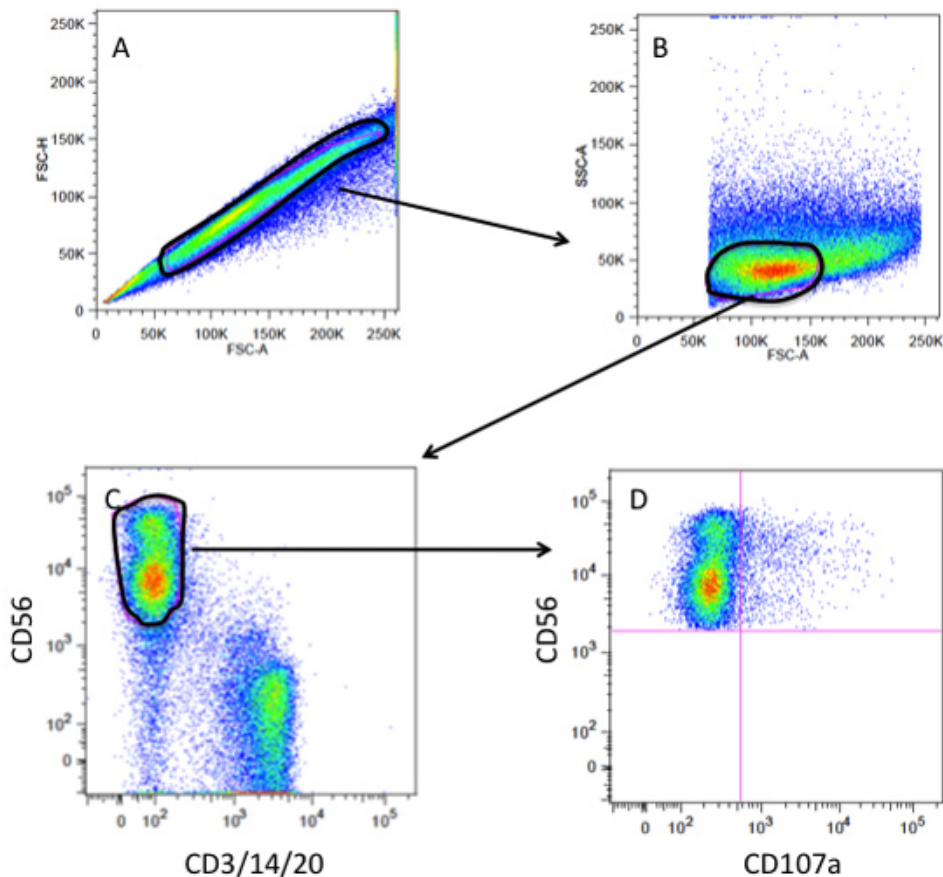 A
FSC-H
250K
200K
150K
100K
50K
0
0 50K 100K 150K 200K 250K
FSC-A
B
SSC-A
250K
200K
150K
100K
50K
0
0 50K 100K 150K 200K 250K
FSC-A
C
CD56
10⁵
10⁴
10³
10²
0
0 10² 10³ 10⁴ 10⁵
CD3/14/20
D
CD56
10⁵
10⁴
10³
10²
0
0 10² 10³ 10⁴ 10⁵
CD107a